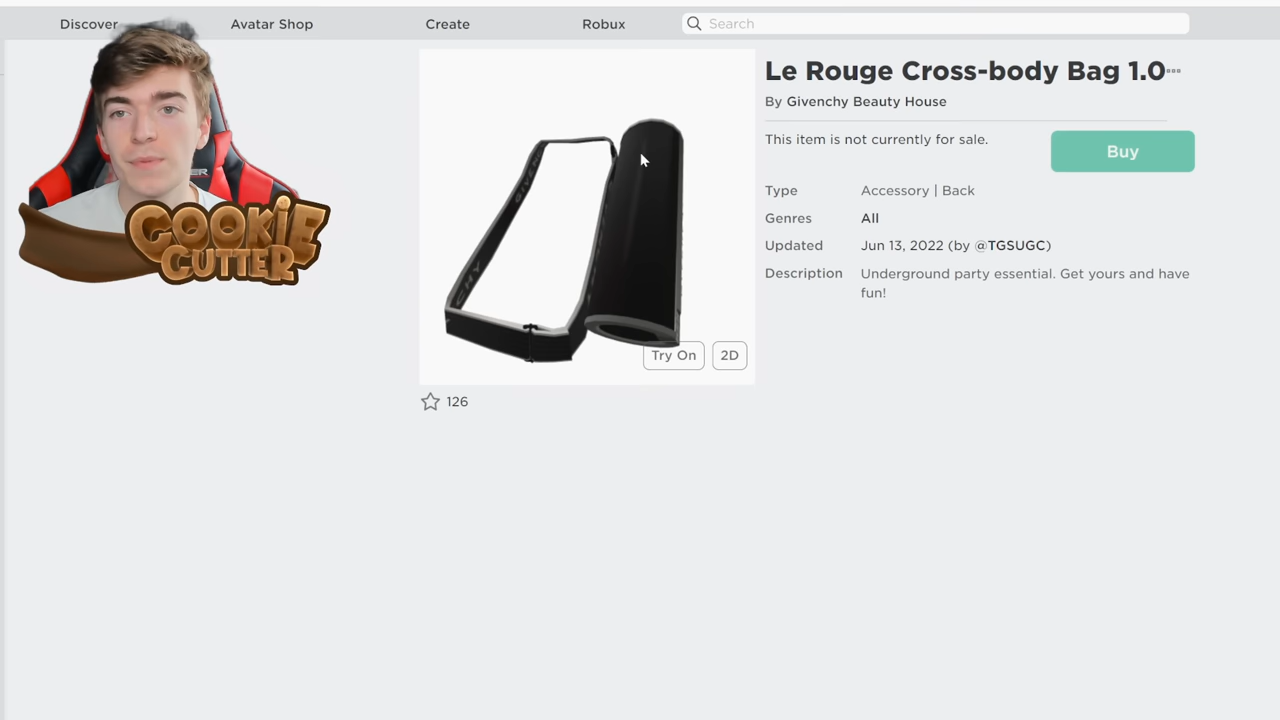 Discover
Avatar Shop
Create
Robux
Search
Le Rouge Cross-body Bag 1.0
By Givenchy Beauty House
This item is not currently for sale.
Buy
Type
Accessory | Back
Genres
All
Updated
Jun 13, 2022 (by @TGSUGC)
Description
Underground party essential. Get yours and have
fun!
Try On
2D
126
COOKIE
CUTTER